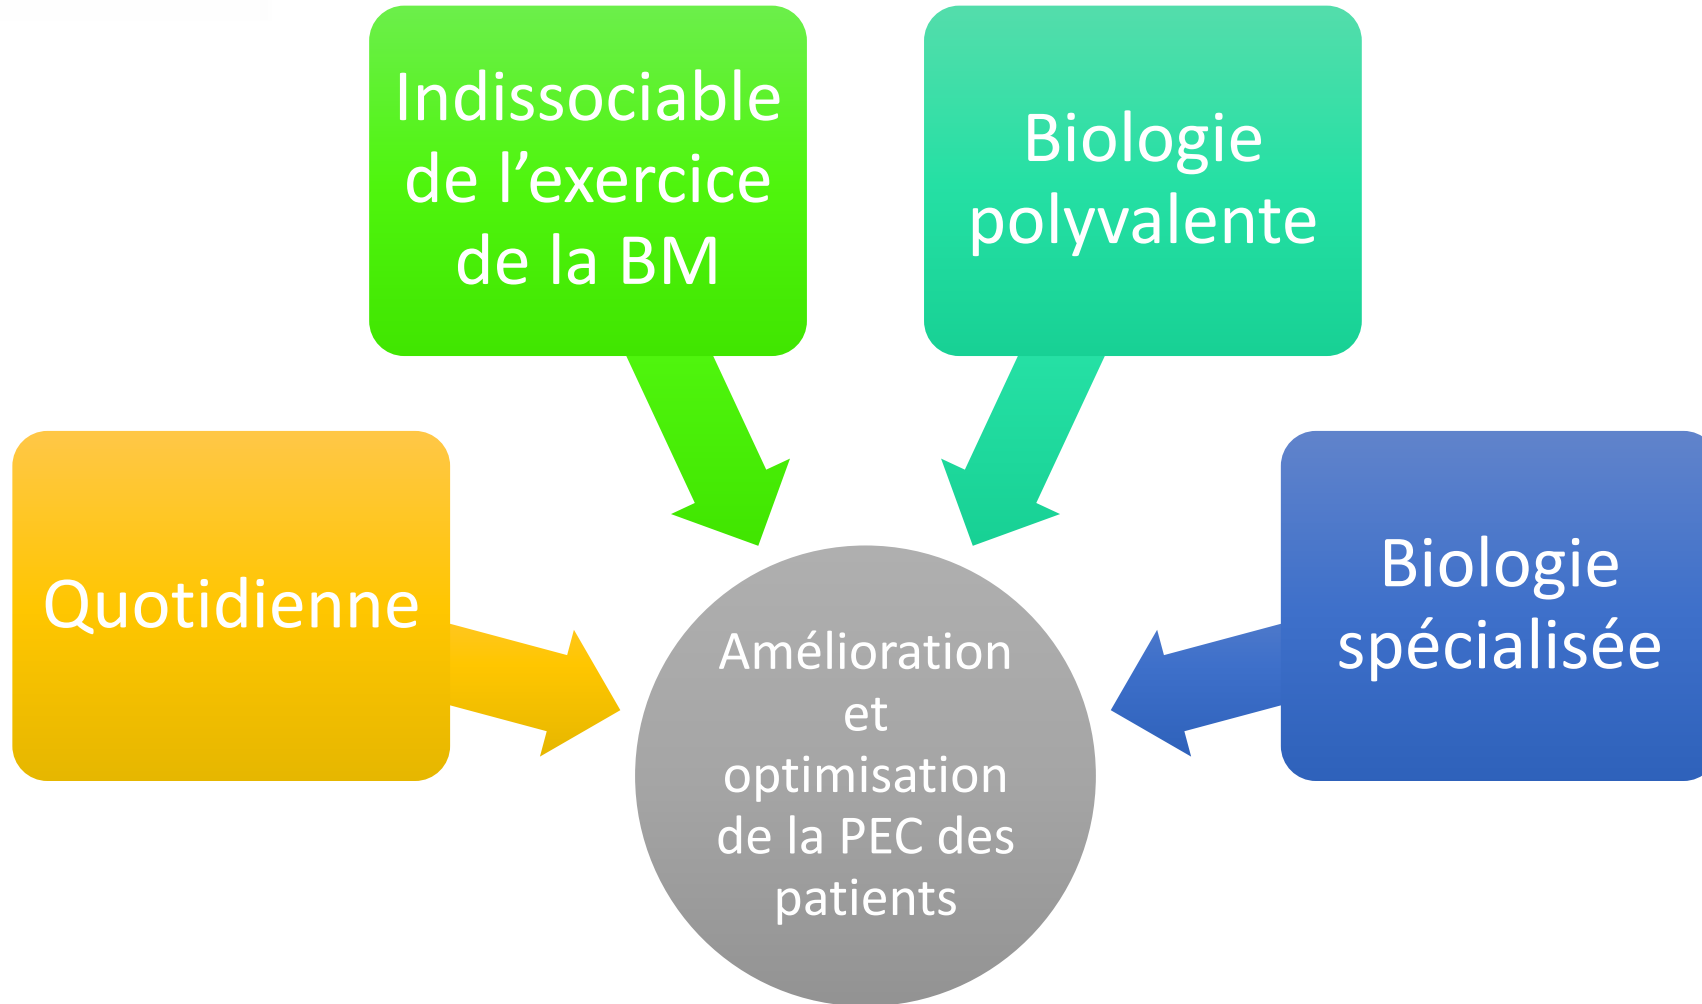 Indissociable
de l’exercice
de la BM
Biologie
polyvalente
Quotidienne
Biologie
spécialisée
Amélioration
et
optimisation
de la PEC des
patients